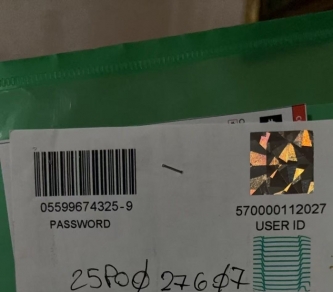 05599674325-9
PASSWORD
570000112027
USER ID
25P0Ø 276Ø7